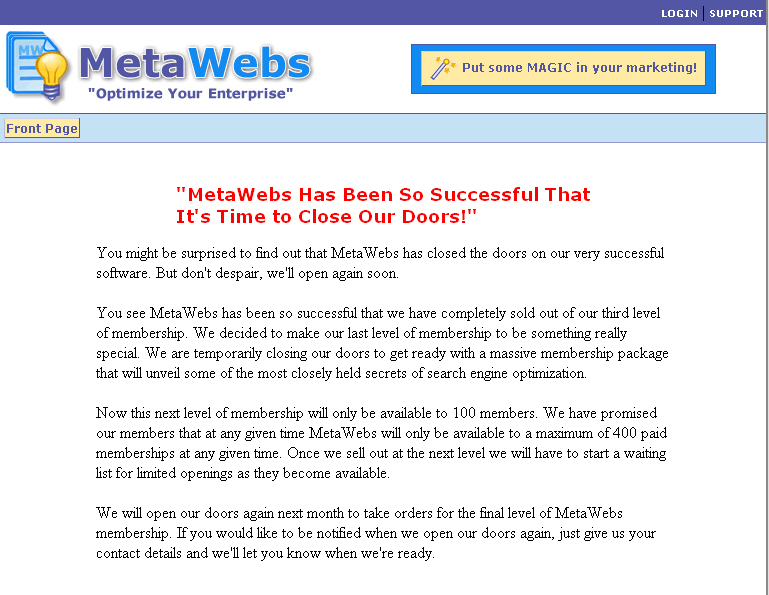 LOGIN | SUPPORT
MW
MetaWebs
"Optimize Your Enterprise"
Put some MAGIC in your marketing!
Front Page
"MetaWebs Has Been So Successful That
It's Time to Close Our Doors!"
You might be surprised to find out that MetaWebs has closed the doors on our very successful
software. But don't despair, we'll open again soon.
You see MetaWebs has been so successful that we have completely sold out of our third level
of membership. We decided to make our last level of membership to be something really
special. We are temporarily closing our doors to get ready with a massive membership package
that will unveil some of the most closely held secrets of search engine optimization.
Now this next level of membership will only be available to 100 members. We have promised
our members that at any given time MetaWebs will only be available to a maximum of 400 paid
memberships at any given time. Once we sell out at the next level we will have to start a waiting
list for limited openings as they become available.
We will open our doors again next month to take orders for the final level of MetaWebs
membership. If you would like to be notified when we open our doors again, just give us your
contact details and we'll let you know when we're ready.